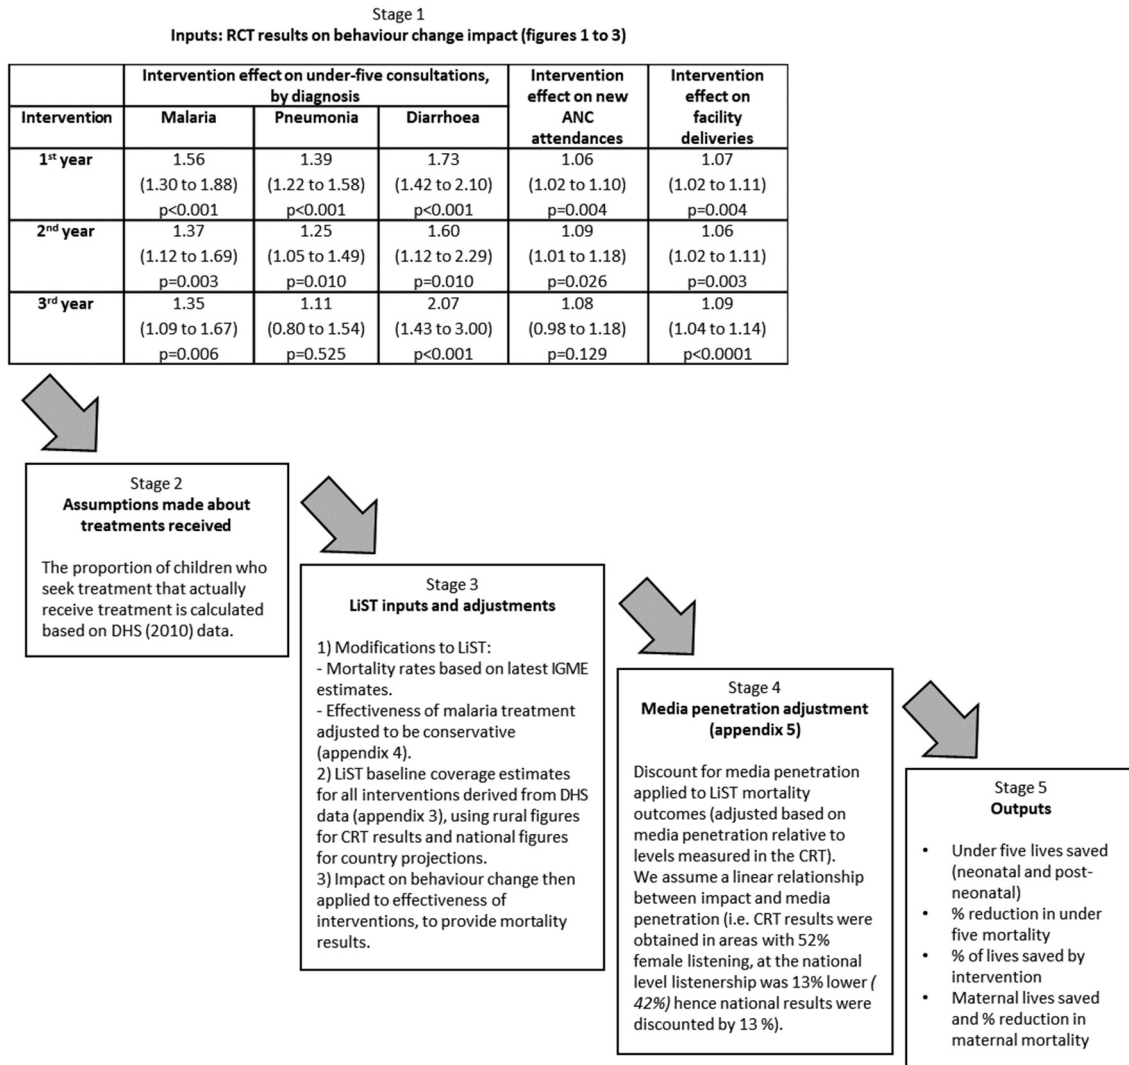 Stage 1
Inputs: RCT results on behaviour change impact (figures 1 to 3)
Intervention effect on under-five consultations,
by diagnosis
Intervention
effect on new
ANC
attendances
Intervention
effect on
facility
deliveries
Intervention Malaria Pneumonia Diarrhoea
1st year 1.56 1.39 1.73 1.06 1.07
(1.30 to 1.88) (1.22 to 1.58) (1.42 to 2.10) (1.02 to 1.10) (1.02 to 1.11)
p<0.001 p<0.001 p<0.001 p=0.004 p=0.004
2nd year 1.37 1.25 1.60 1.09 1.06
(1.12 to 1.69) (1.05 to 1.49) (1.12 to 2.29) (1.01 to 1.18) (1.02 to 1.11)
p=0.003 p=0.010 p=0.010 p=0.026 p=0.003
3rd year 1.35 1.11 2.07 1.08 1.09
(1.09 to 1.67) (0.80 to 1.54) (1.43 to 3.00) (0.98 to 1.18) (1.04 to 1.14)
p=0.006 p=0.525 p<0.001 p=0.129 p<0.0001
Stage 2
Assumptions made about
treatments received
The proportion of children who
seek treatment that actually
receive treatment is calculated
based on DHS (2010) data.
Stage 3
LiST inputs and adjustments
1) Modifications to LiST:
- Mortality rates based on latest IGME
estimates.
- Effectiveness of malaria treatment
adjusted to be conservative
(appendix 4).
2) LiST baseline coverage estimates
for all interventions derived from DHS
data (appendix 3), using rural figures
for CRT results and national figures
for country projections.
3) Impact on behaviour change then
applied to effectiveness of
interventions, to provide mortality
results.
Stage 4
Media penetration adjustment
(appendix 5)
Discount for media penetration
applied to LiST mortality
outcomes (adjusted based on
media penetration relative to
levels measured in the CRT).
We assume a linear relationship
between impact and media
penetration (i.e. CRT results were
obtained in areas with 52%
female listening, at the national
level listenership was 13% lower (
42%) hence national results were
discounted by 13 %).
Stage 5
Outputs
• Under five lives saved
(neonatal and post-
neonatal)
• % reduction in under
five mortality
• % of lives saved by
intervention
• Maternal lives saved
and % reduction in
maternal mortality